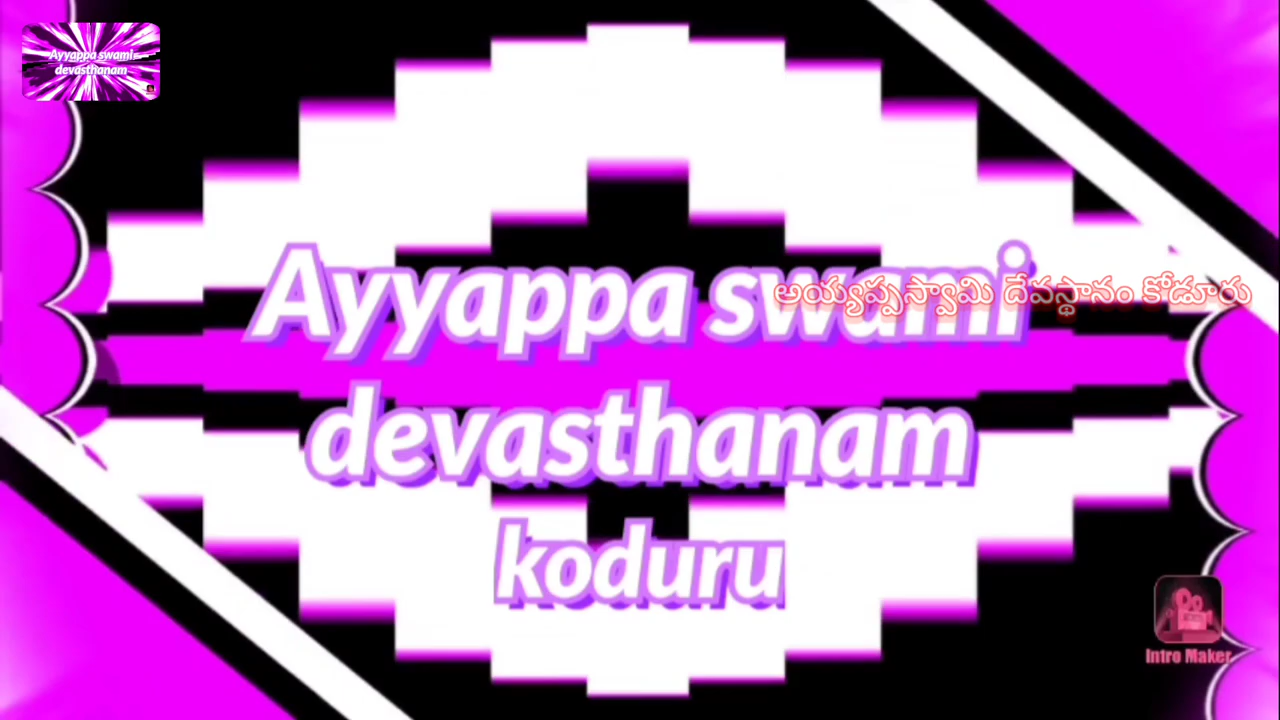 Ayyappa swami
devasthanam
Ayyappa swami
అయ్యప్పస్వామి దేవస్థానం కోడూరు
devasthanam
koduru
Intro Maker